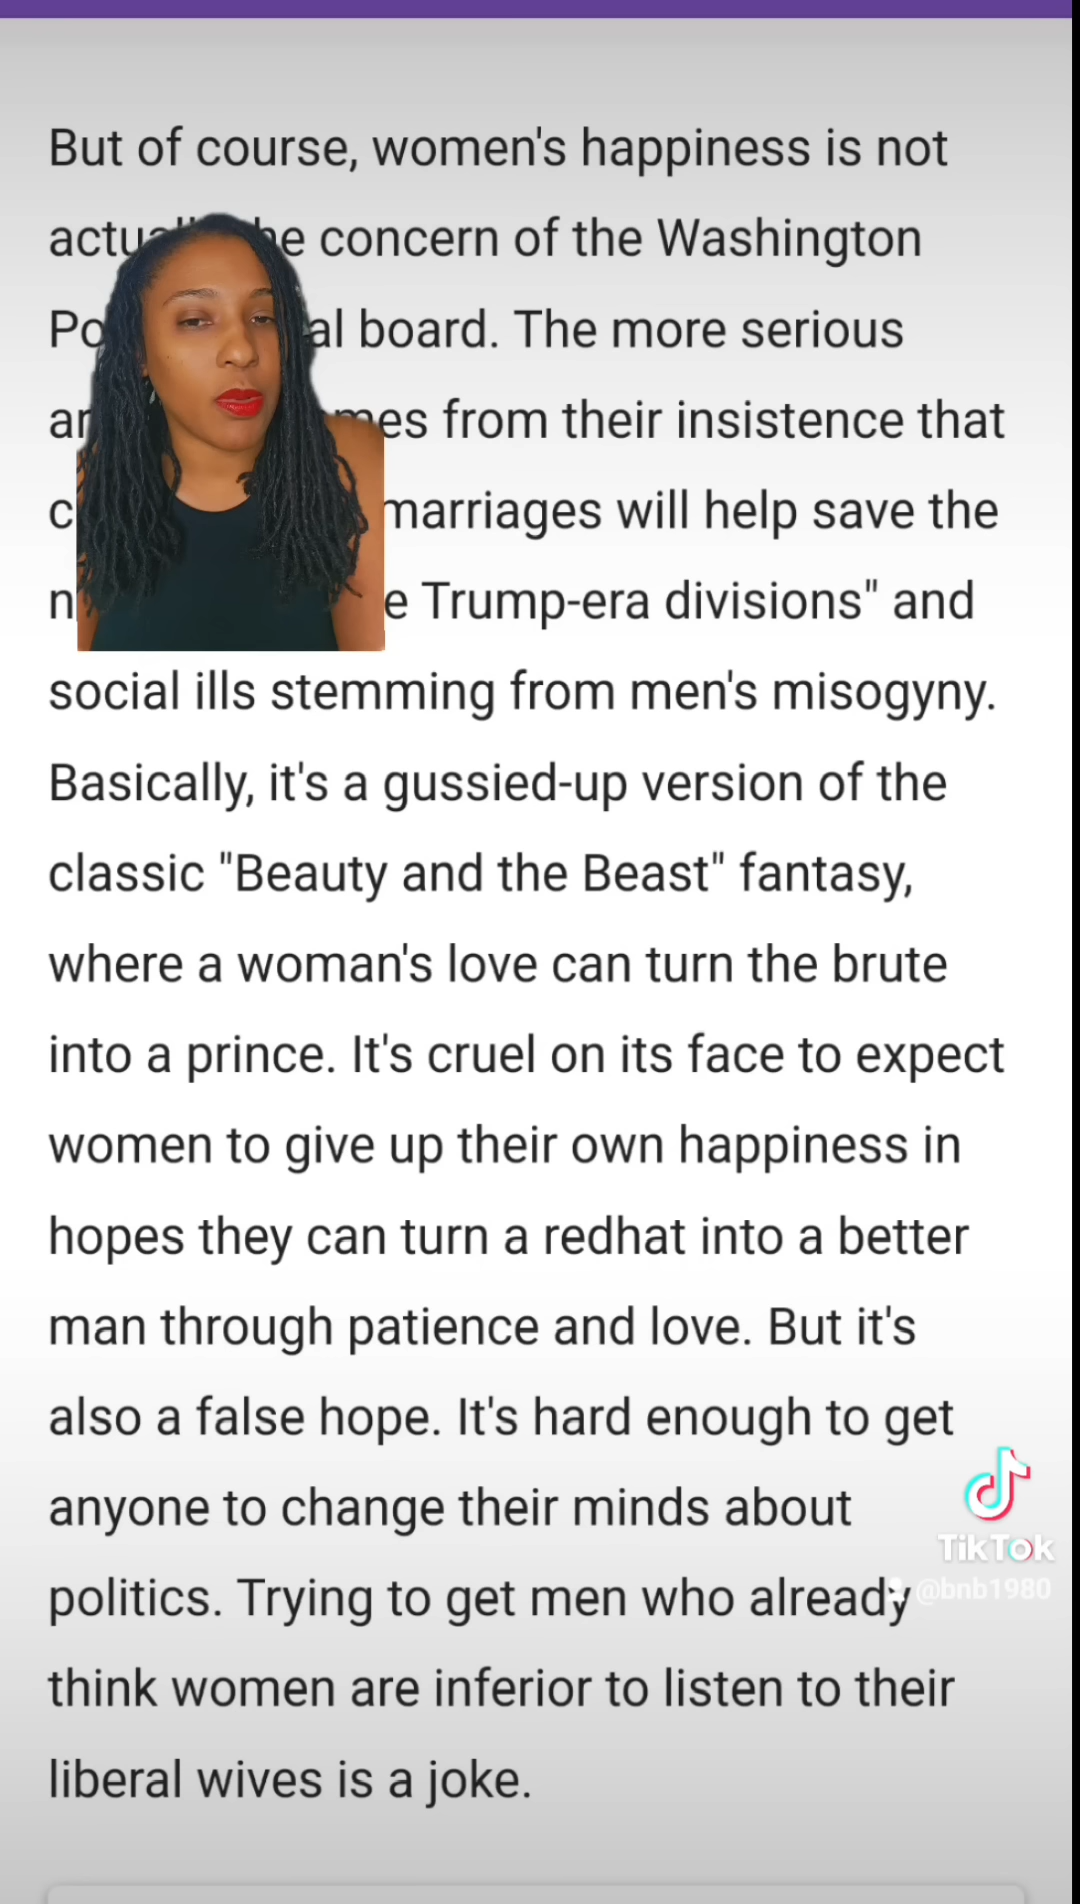 But of course, women's happiness is not
he concern of the Washington
al board. The more serious
from their insistence that
marriages will help save the
Trump-era divisions" and
social ills stemming from men's misogyny.
Basically, it's a gussied-up version of the
classic "Beauty and the Beast" fantasy,
where a woman's love can turn the brute
into a prince. It's cruel on its face to expect
women to give up their own happiness in
hopes they can turn a redhat into a better
man through patience and love. But it's
also a false hope. It's hard enough to get
anyone to change their minds about
politics. Trying to get men who already
think women are inferior to listen to their
liberal wives is a joke.
TikTok
@bnb1980